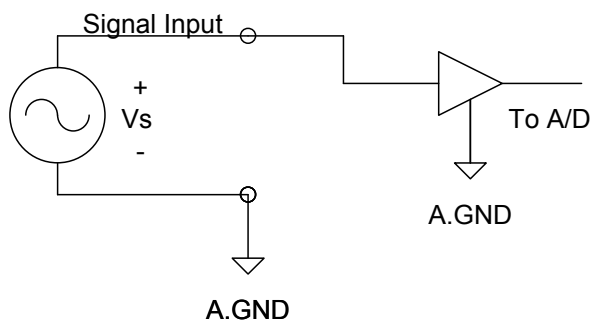 Signal Input
+
Vs
-
To A/D
A.GND
A.GND